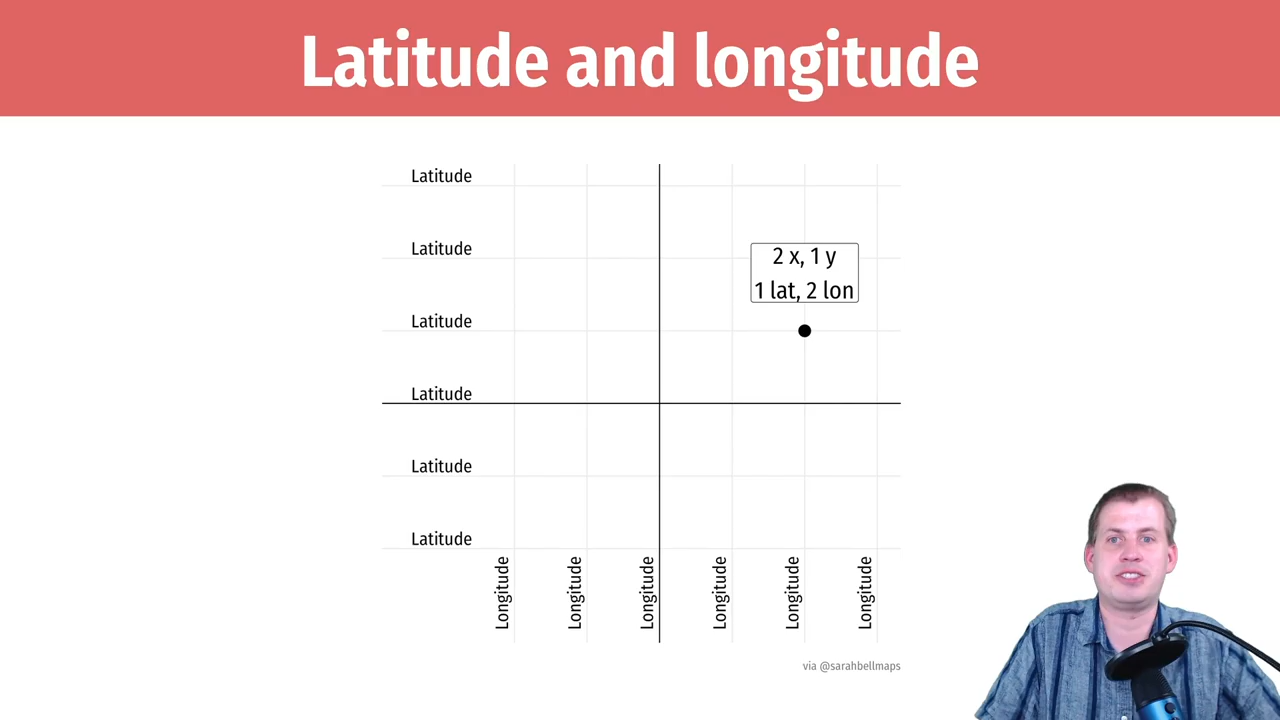 Latitude and longitude
Latitude
Latitude
2 x, 1 y
1 lat, 2 lon
Latitude
Latitude
Latitude
Latitude
Longitude
Longitude
Longitude
Longitude
Longitude
Longitude
via @sarahbellmaps